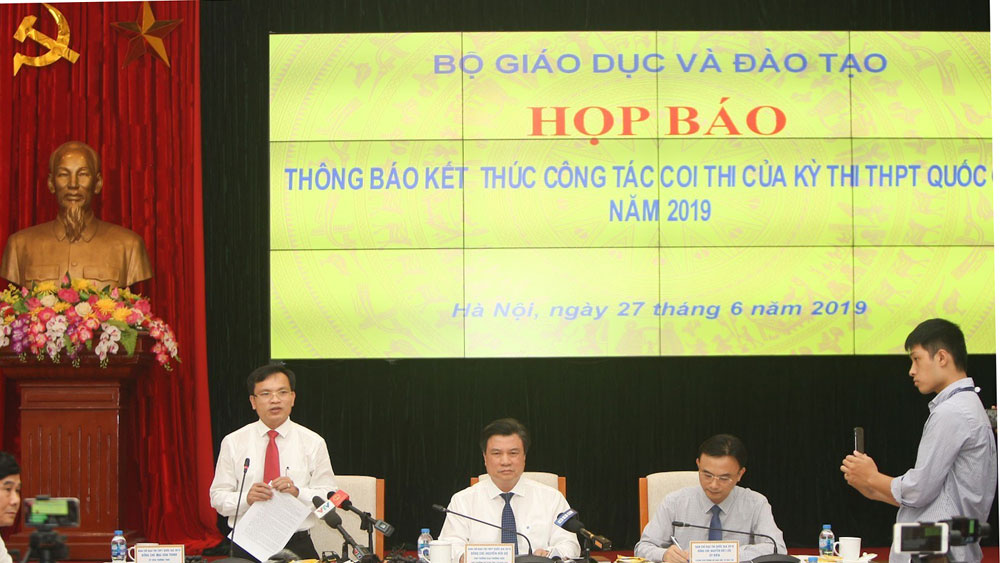 BỘ GIÁO DỤC VÀ ĐÀO TẠO
HỌP BÁO
THÔNG BÁO KẾT THÚC CÔNG TÁC COI THI CỦA KỲ THI THPT QUỐC
NĂM 2019
Hà Nội, ngày 27 tháng 6 năm 2019
VTV